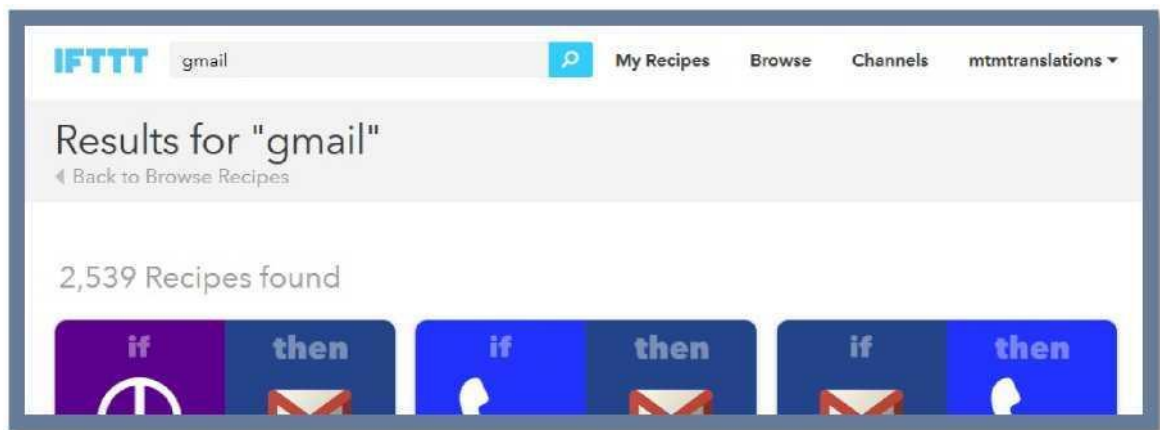 IFTTT gmail My Recipes Browse Channels mtmtranslations
Results for "gmail"
Back to Browse Recipes
2,539 Recipes found
if then if then if then